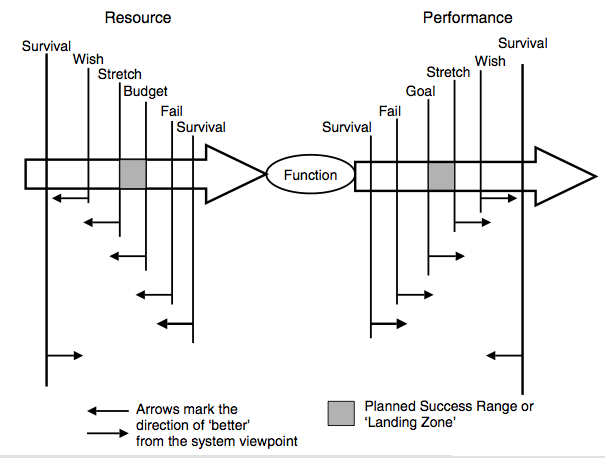 Resource
Performance
Survival
Wish
Stretch
Budget
Fail
Survival
Survival
Fail
Goal
Stretch
Wish
Survival
Function
Arrows mark the
direction of 'better'
from the system viewpoint
Planned Success Range or
'Landing Zone'